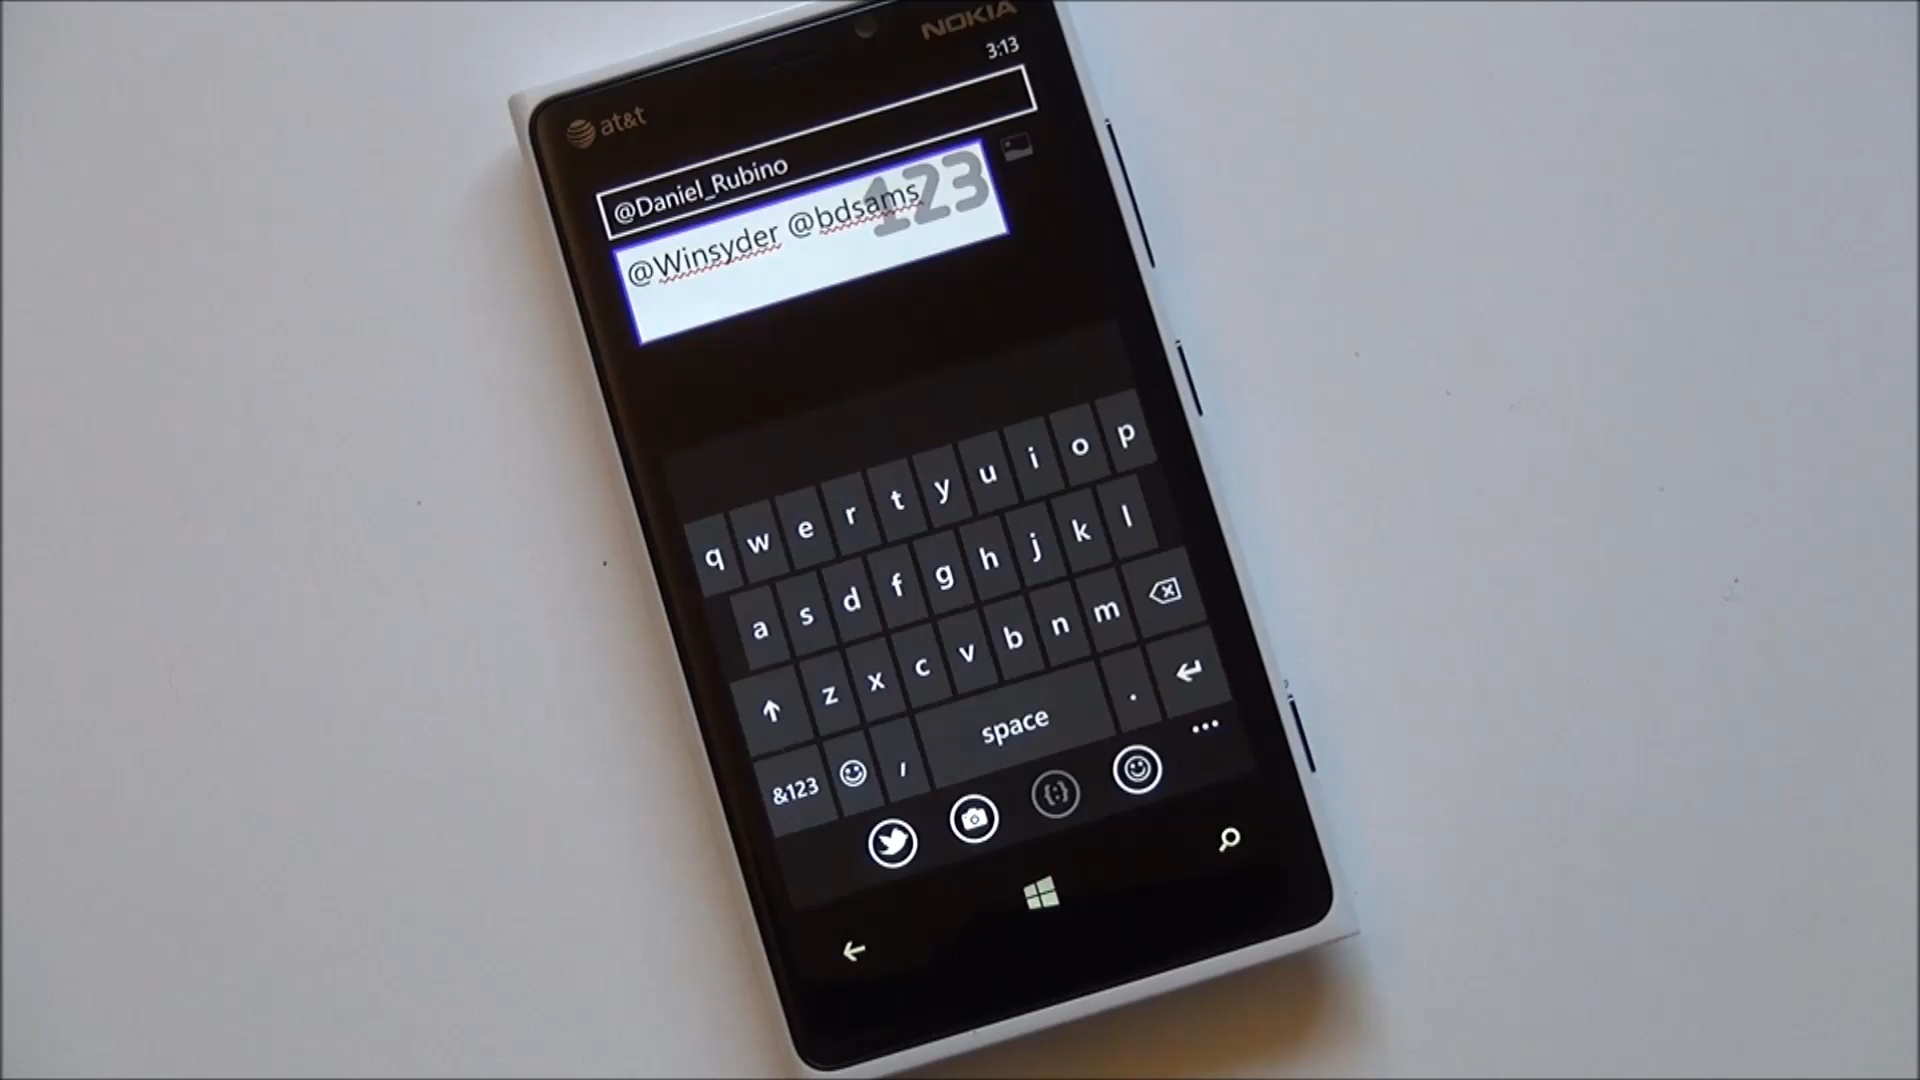 NOKIA
3:13
at&t
@Daniel_Rubino
123
@Winsyder @bdsams
q w e r t y u i o p
a s d f g h j k l
z x c v b n m
&123 , space .